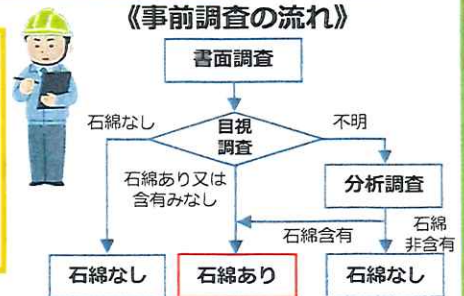 《事前調査の流れ》
書面調査
石綿なし
目視
調査
不明
石綿あり又は
含有みなし
分析調査
石綿含有
石綿
非含有
石綿なし
石綿あり
石綿なし